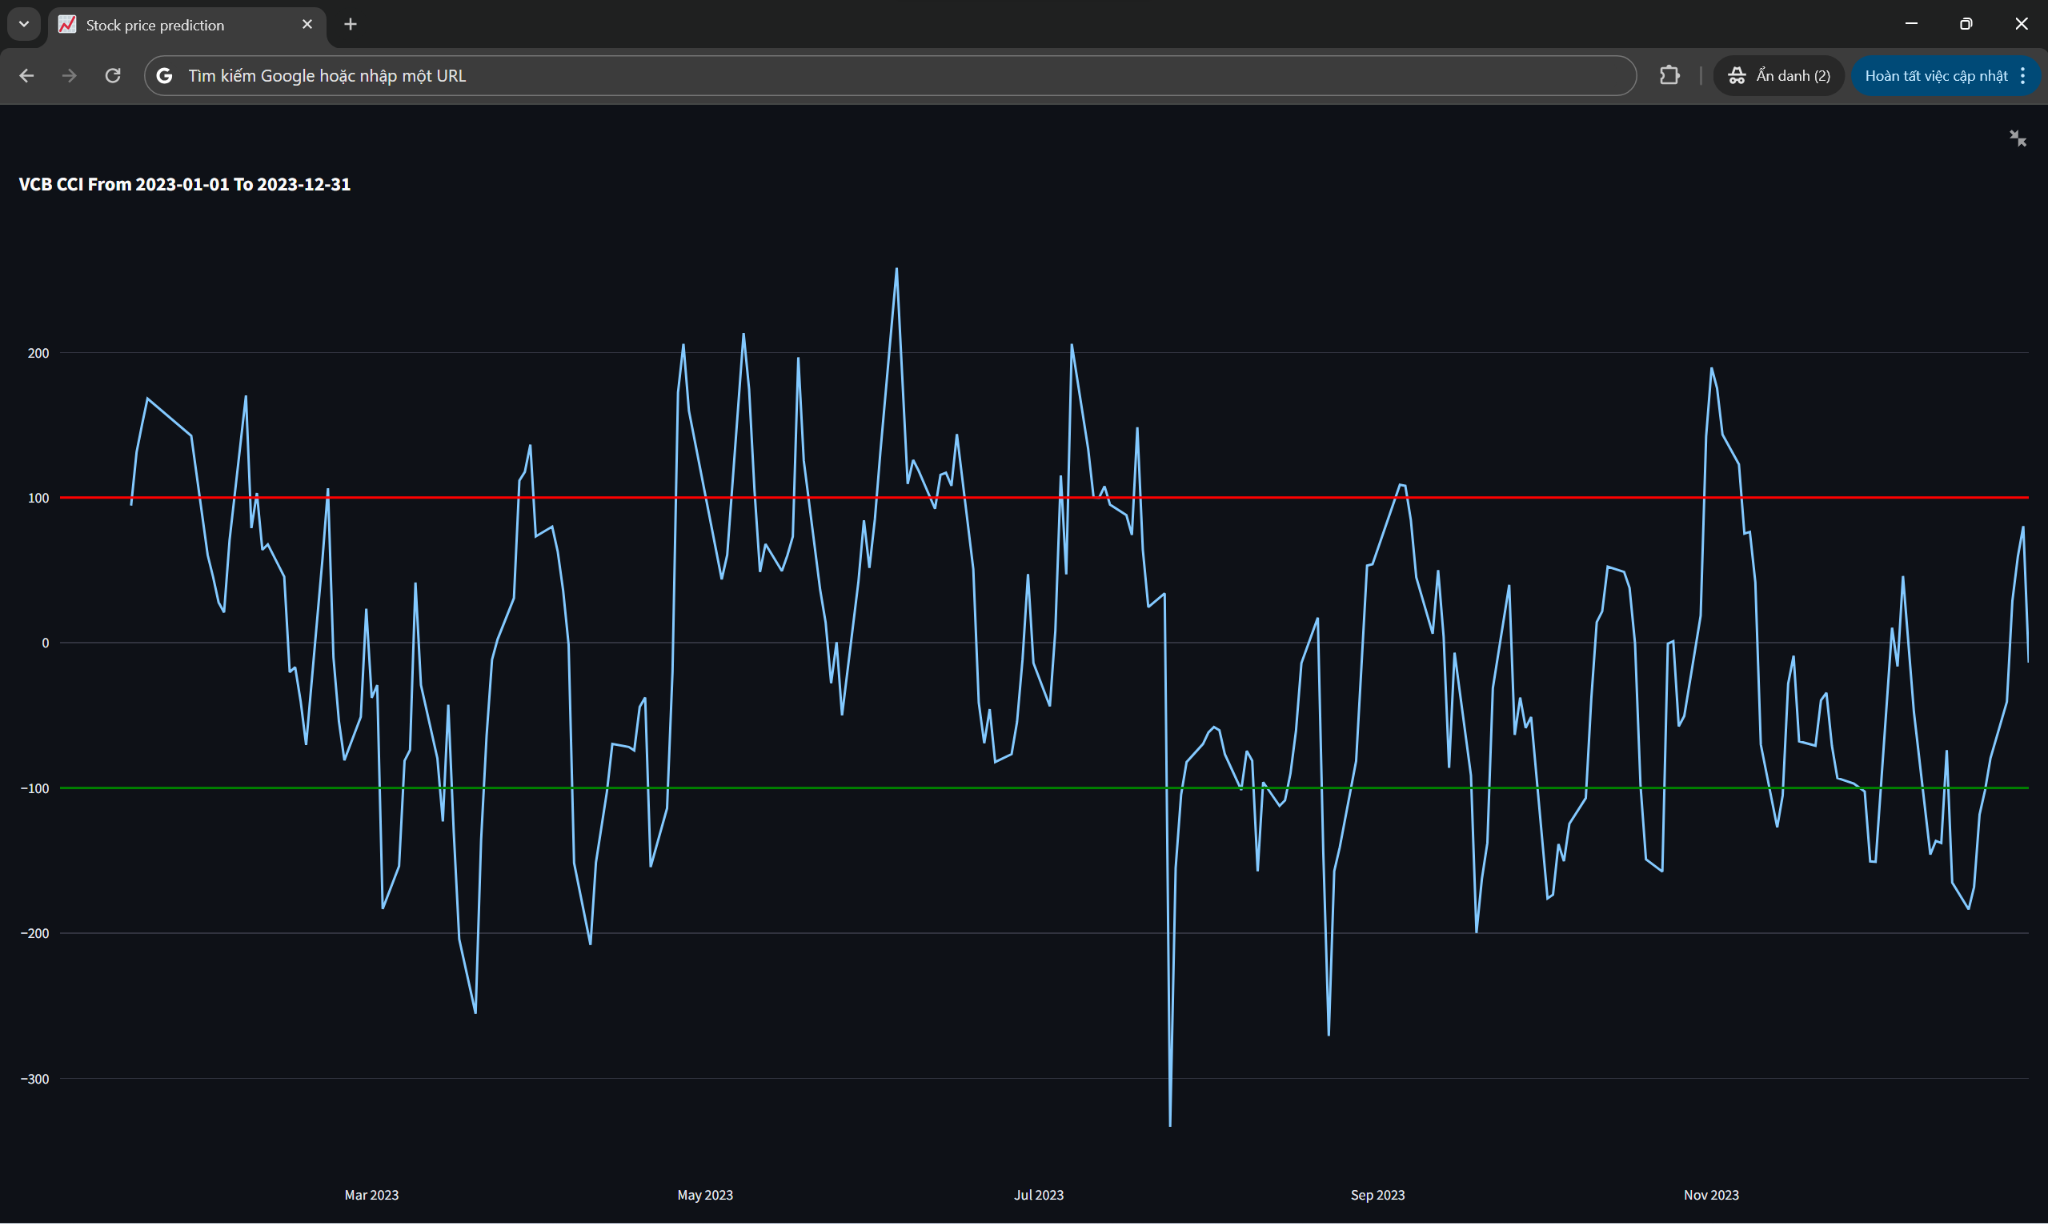 Stock price prediction
Tìm kiếm Google hoặc nhập một URL
Ẩn danh (2)
Hoàn tất việc cập nhật
VCB CCI From 2023-01-01 To 2023-12-31
200
100
0
−100
−200
−300
Mar 2023
May 2023
Jul 2023
Sep 2023
Nov 2023